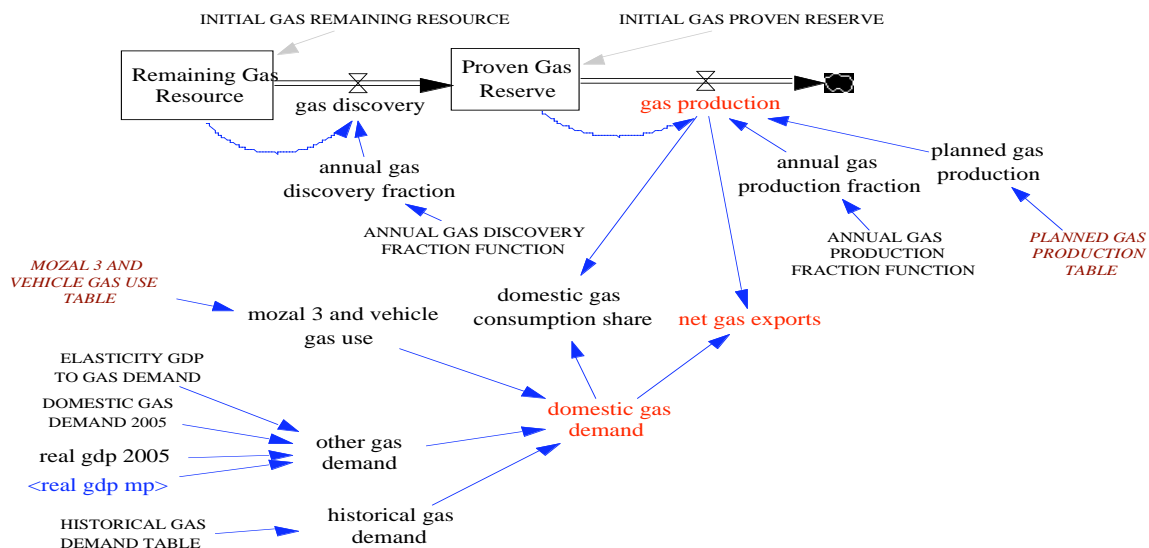 INITIAL GAS REMAINING RESOURCE
INITIAL GAS PROVEN RESERVE
Remaining Gas
Resource
gas discovery
Proven Gas
Reserve
gas production
annual gas
discovery fraction
annual gas
production fraction
planned gas
production
ANNUAL GAS DISCOVERY
FRACTION FUNCTION
ANNUAL GAS
PRODUCTION
FRACTION FUNCTION
PLANNED GAS
PRODUCTION
TABLE
MOZAL 3 AND
VEHICLE GAS USE
TABLE
mozal 3 and vehicle
gas use
domestic gas
consumption share
net gas exports
ELASTICITY GDP
TO GAS DEMAND
DOMESTIC GAS
DEMAND 2005
real gdp 2005
<real gdp mp>
other gas
demand
domestic gas
demand
HISTORICAL GAS
DEMAND TABLE
historical gas
demand